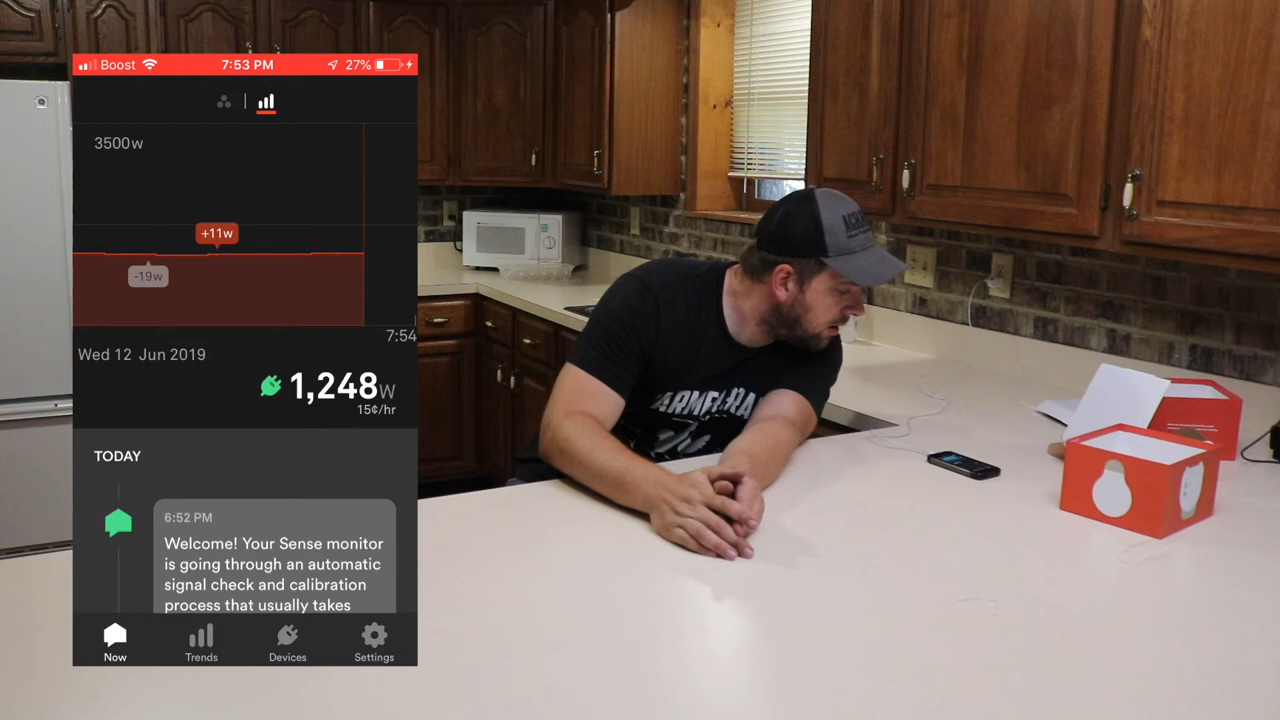 Boost 7:53 PM 27%
3500w
+11w
-19w
7:54
Wed 12 Jun 2019
1,248w
15¢/hr
TODAY
6:52 PM
Welcome! Your Sense monitor
is going through an automatic
signal check and calibration
process that usually takes
Now Trends Devices Settings